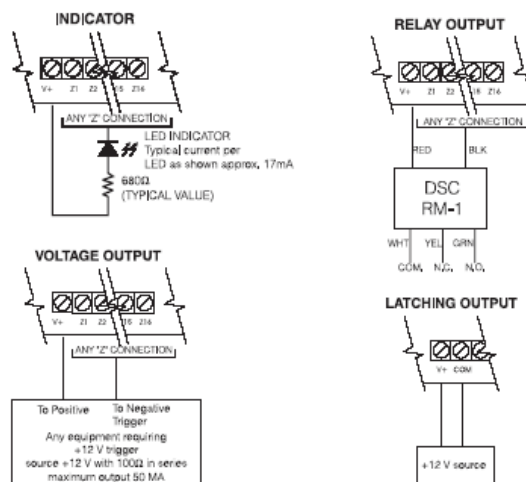 INDICATOR
V+ Z1 Z2 Z15 Z16
ANY "Z" CONNECTION
LED INDICATOR
Typical current per
LED as shown approx. 17mA
680Ω
(TYPICAL VALUE)
RELAY OUTPUT
V+ Z1 Z2 Z15 Z16
ANY "Z" CONNECTION
RED BLK
DSC
RM-1
WHT YEL GRN
COM. N.C. N.O.
VOLTAGE OUTPUT
V+ Z1 Z2 Z15 Z16
ANY "Z" CONNECTION
To Positive To Negative
Trigger
Any equipment requiring
+12 V trigger
source +12 V with 100Ω in series
maximum output 50 MA
LATCHING OUTPUT
V+ COM
+12 V source